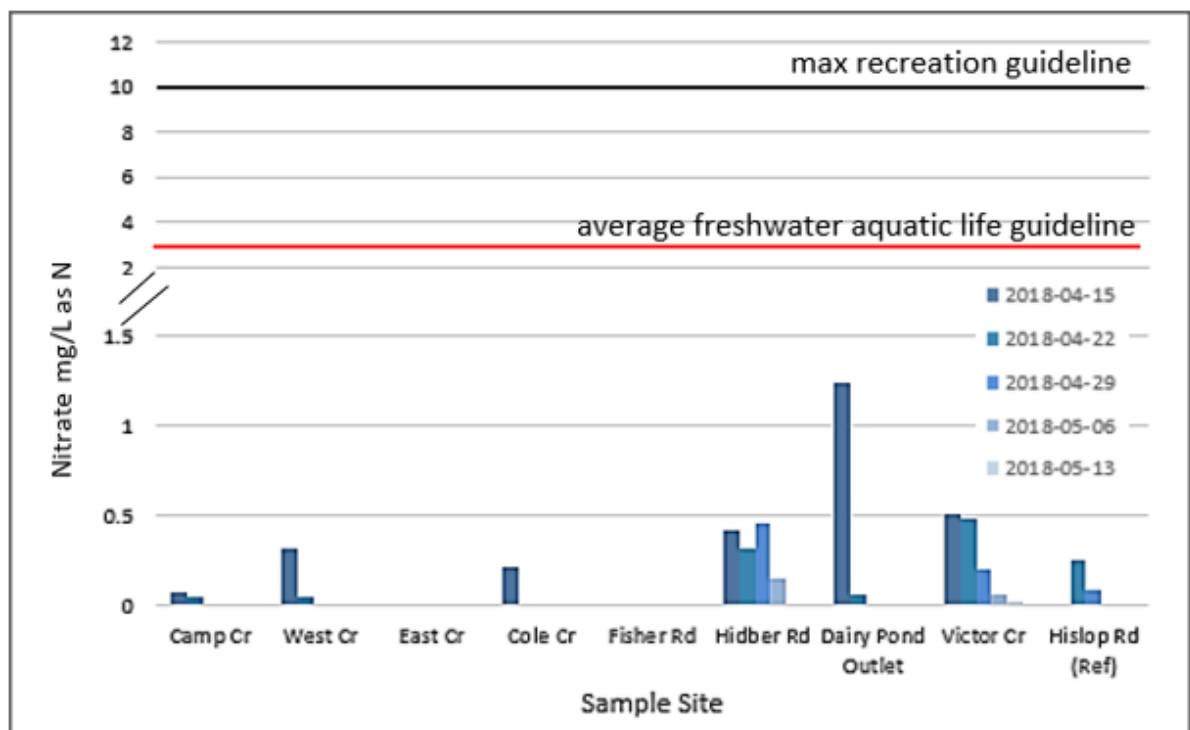 12
max recreation guideline
10
8
6
4
average freshwater aquatic life guideline
2
Nitrate mg/L as N
2018-04-15
1.5
2018-04-22
2018-04-29
1
2018-05-06
2018-05-13
0.5
0
Camp Cr West Cr East Cr Cole Cr Fisher Rd Hidber Rd Dairy Pond Victor Cr Hislop Rd
Outlet (Ref)
Sample Site